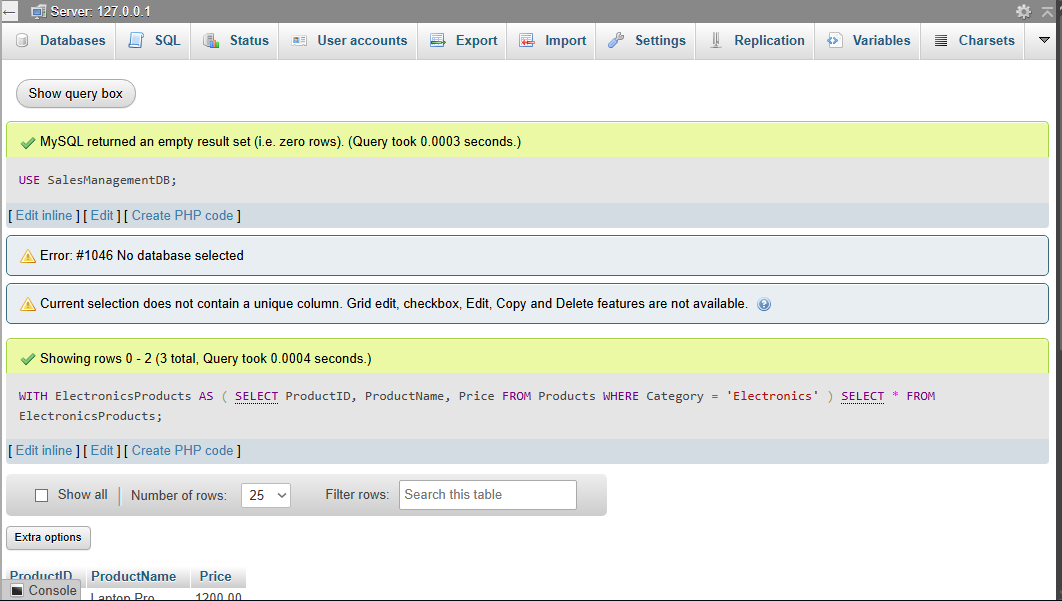 Server: 127.0.0.1
Databases SQL Status User accounts Export Import Settings Replication Variables Charsets
Show query box
MySQL returned an empty result set (i.e. zero rows). (Query took 0.0003 seconds.)
USE SalesManagementDB;
[ Edit inline ] [ Edit ] [ Create PHP code ]
Error: #1046 No database selected
Current selection does not contain a unique column. Grid edit, checkbox, Edit, Copy and Delete features are not available.
Showing rows 0 - 2 (3 total, Query took 0.0004 seconds.)
WITH ElectronicsProducts AS ( SELECT ProductID, ProductName, Price FROM Products WHERE Category = 'Electronics' ) SELECT * FROM
ElectronicsProducts;
[ Edit inline ] [ Edit ] [ Create PHP code ]
Show all Number of rows: 25 Filter rows: Search this table
Extra options
ProductID ProductName Price
Console Laptop Pro 1200.00